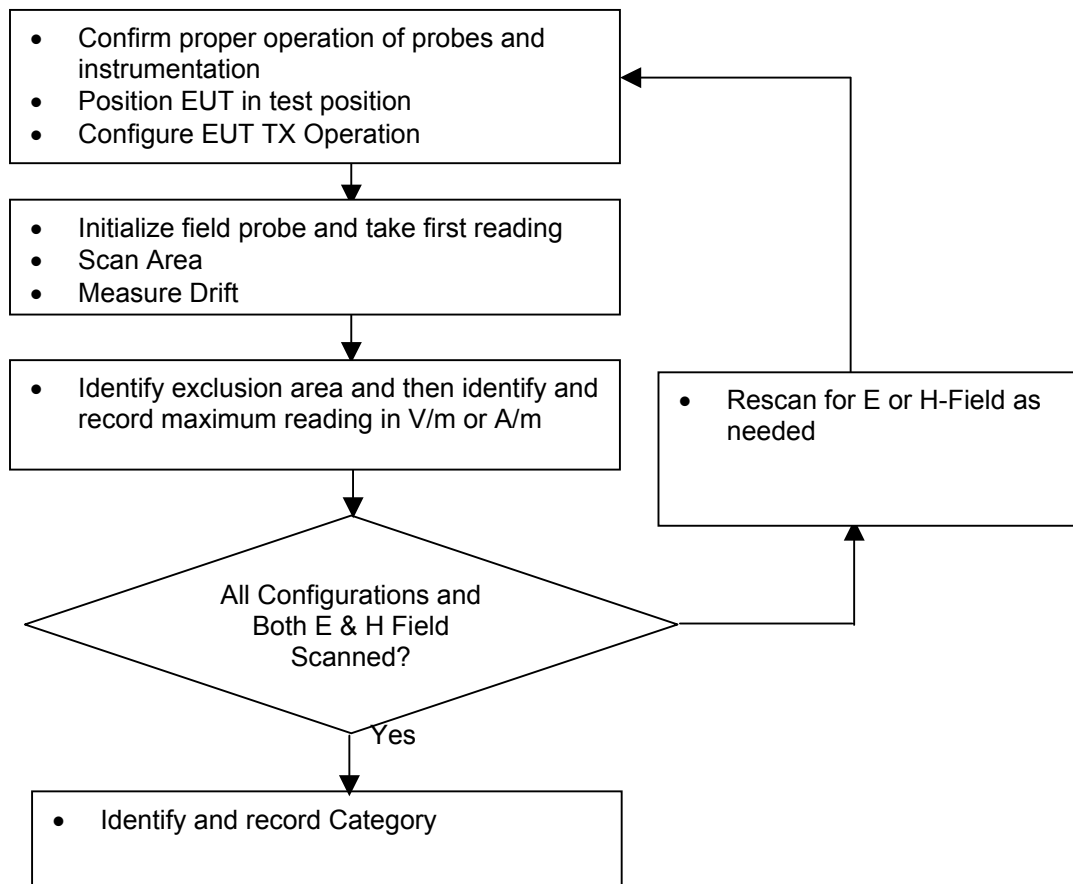 • Confirm proper operation of probes and
instrumentation
• Position EUT in test position
• Configure EUT TX Operation
• Initialize field probe and take first reading
• Scan Area
• Measure Drift
• Identify exclusion area and then identify and
record maximum reading in V/m or A/m
• Rescan for E or H-Field as
needed
All Configurations and
Both E & H Field
Scanned?
Yes
• Identify and record Category